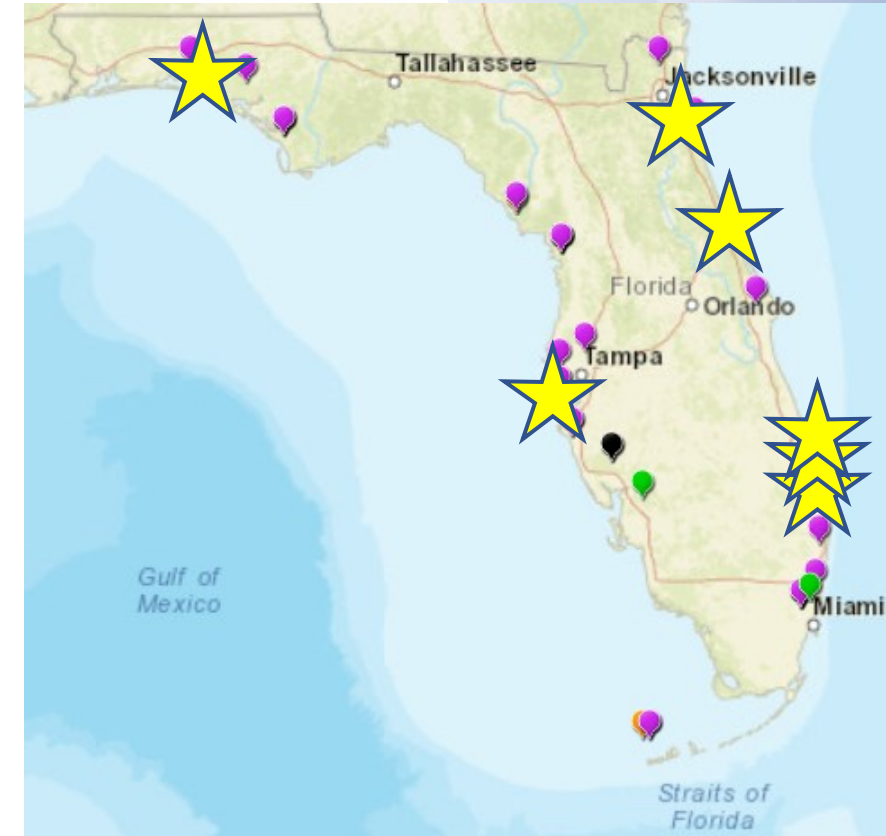 Tallahassee
Jacksonville
Florida
Orlando
Tampa
Gulf of
Mexico
Miami
Straits of
Florida